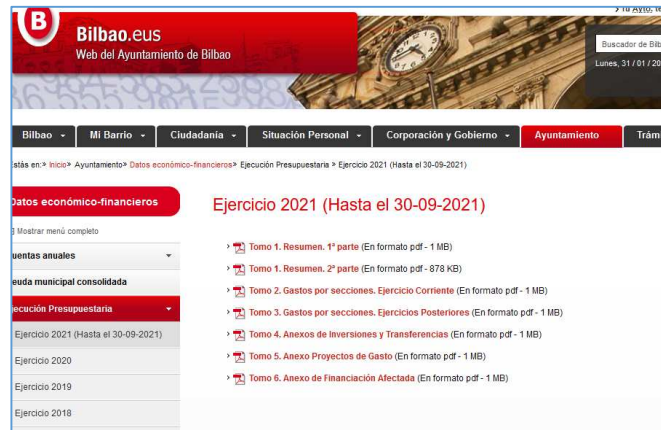 B
Bilbao.eus
Web del Ayuntamiento de Bilbao
Tu Ayto. te
Buscador de Bilb
Lunes, 31 / 01 / 20
Bilbao
Mi Barrio
Ciudadanía
Situación Personal
Corporación y Gobierno
Ayuntamiento
Trám
stás en:» Inicio» Ayuntamiento» Datos económico-financieros» Ejecución Presupuestaria » Ejercicio 2021 (Hasta el 30-09-2021)
Datos económico-financieros
Mostrar menú completo
uentas anuales
euda municipal consolidada
jecución Presupuestaria
Ejercicio 2021 (Hasta el 30-09-2021)
Ejercicio 2020
Ejercicio 2019
Ejercicio 2018
Ejercicio 2021 (Hasta el 30-09-2021)
Tomo 1. Resumen. 1ª parte (En formato pdf - 1 MB)
Tomo 1. Resumen. 2ª parte (En formato pdf - 878 KB)
Tomo 2. Gastos por secciones. Ejercicio Corriente (En formato pdf - 1 MB)
Tomo 3. Gastos por secciones. Ejercicios Posteriores (En formato pdf - 1 MB)
Tomo 4. Anexos de Inversiones y Transferencias (En formato pdf - 1 MB)
Tomo 5. Anexo Proyectos de Gasto (En formato pdf - 1 MB)
Tomo 6. Anexo de Financiación Afectada (En formato pdf - 1 MB)